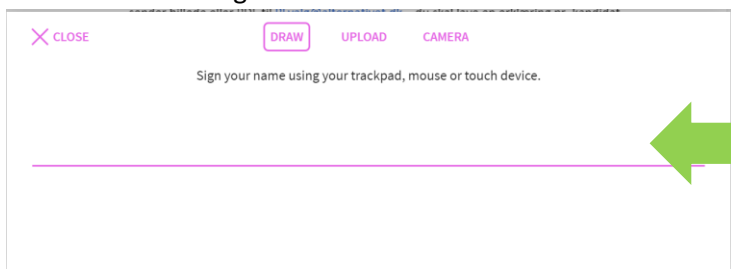 CLOSE DRAW UPLOAD CAMERA
Sign your name using your trackpad, mouse or touch device.